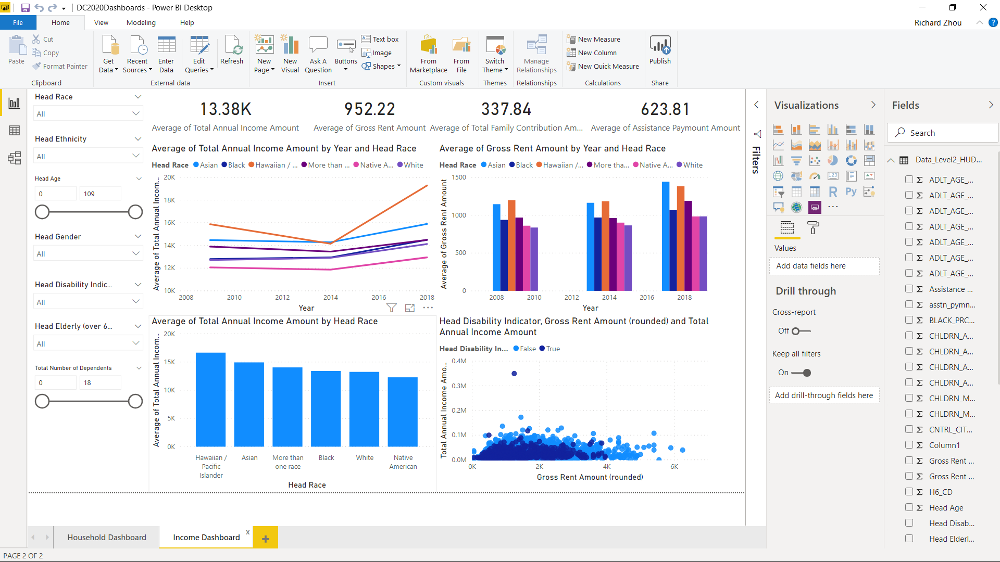 DC2020Dashboards - Power BI Desktop
File Home View Modeling Help
Richard Zhou
?
Paste
Cut
Copy
Format Painter
Clipboard
Get Data
Recent Sources
Enter Data
Edit Queries
Refresh
External data
New Page
New Visual
Ask A Question
Buttons
Text box
Image
Shapes
Insert
From Marketplace
From File
Custom visuals
Switch Theme
Themes
Manage Relationships
Relationships
New Measure
New Column
New Quick Measure
Calculations
Publish
Share
Head Race
All
Head Ethnicity
All
Head Age
0 109
Head Gender
All
Head Disability Indic...
All
Head Elderly (over 6...
All
Total Number of Dependents
0 18
13.38K
Average of Total Annual Income Amount
952.22
Average of Gross Rent Amount
337.84
Average of Total Family Contribution Am...
623.81
Average of Assistance Paymount Amount
Average of Total Annual Income Amount by Year and Head Race
Head Race Asian Black Hawaiian / ... More than ... Native A... White
Average of Total Annual Incom...
20K
18K
16K
14K
12K
10K
2008 2010 2012 2014 2016 2018
Year
Average of Gross Rent Amount by Year and Head Race
Head Race Asian Black Hawaiian /... More tha... Native A... White
Average of Gross Rent Amount
1500
1000
500
0
2008 2010 2012 2014 2016 2018
Year
Average of Total Annual Income Amount by Head Race
Average of Total Annual Incom...
20K
15K
10K
5K
0K
Hawaiian / Pacific Islander
Asian
More than one race
Black
White
Native American
Head Race
Head Disability Indicator, Gross Rent Amount (rounded) and Total
Annual Income Amount
Head Disability In... False True
Total Annual Income Amo...
0.4M
0.3M
0.2M
0.1M
0.0M
0K 2K 4K 6K
Gross Rent Amount (rounded)
Filters
Visualizations
123
R
Py
...
Values
Add data fields here
Drill through
Cross-report
Off
Keep all filters
On
Add drill-through fields here
Fields
Search
Data_Level2_HUD...
Σ ADLT_AGE_...
Σ ADLT_AGE_...
Σ ADLT_AGE_...
Σ ADLT_AGE_...
Σ ADLT_AGE_...
Σ ADLT_AGE_...
Σ ADLT_AGE_...
Σ Assistance ...
Σ asstn_pymn...
Σ BLACK_PRC...
Σ CHLDRN_A...
Σ CHLDRN_A...
Σ CHLDRN_A...
Σ CHLDRN_A...
Σ CHLDRN_M...
Σ CHLDRN_M...
Σ CNTRL_CIT...
Σ Column1
Σ Gross Rent ...
Σ Gross Rent ...
Σ H6_CD
Σ Head Age
Head Disab...
Head Elderl...
Household Dashboard
Income Dashboard x
+
PAGE 2 OF 2